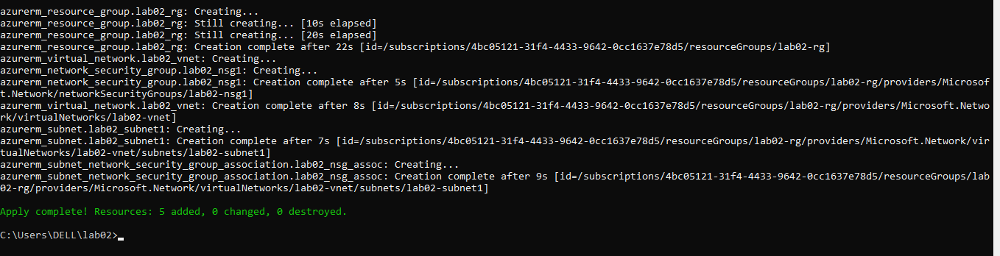 azurerm_resource_group.lab02_rg: Creating...
azurerm_resource_group.lab02_rg: Still creating... [10s elapsed]
azurerm_resource_group.lab02_rg: Still creating... [20s elapsed]
azurerm_resource_group.lab02_rg: Creation complete after 22s [id=/subscriptions/4bc05121-31f4-4433-9642-0cc1637e78d5/resourceGroups/lab02-rg]
azurerm_virtual_network.lab02_vnet: Creating...
azurerm_network_security_group.lab02_nsg1: Creating...
azurerm_network_security_group.lab02_nsg1: Creation complete after 5s [id=/subscriptions/4bc05121-31f4-4433-9642-0cc1637e78d5/resourceGroups/lab02-rg/providers/Microsof
t.Network/networkSecurityGroups/lab02-nsg1]
azurerm_virtual_network.lab02_vnet: Creation complete after 8s [id=/subscriptions/4bc05121-31f4-4433-9642-0cc1637e78d5/resourceGroups/lab02-rg/providers/Microsoft.Netwo
rk/virtualNetworks/lab02-vnet]
azurerm_subnet.lab02_subnet1: Creating...
azurerm_subnet.lab02_subnet1: Creation complete after 7s [id=/subscriptions/4bc05121-31f4-4433-9642-0cc1637e78d5/resourceGroups/lab02-rg/providers/Microsoft.Network/vir
tualNetworks/lab02-vnet/subnets/lab02-subnet1]
azurerm_subnet_network_security_group_association.lab02_nsg_assoc: Creating...
azurerm_subnet_network_security_group_association.lab02_nsg_assoc: Creation complete after 9s [id=/subscriptions/4bc05121-31f4-4433-9642-0cc1637e78d5/resourceGroups/lab
02-rg/providers/Microsoft.Network/virtualNetworks/lab02-vnet/subnets/lab02-subnet1]
Apply complete! Resources: 5 added, 0 changed, 0 destroyed.
C:\Users\DELL\lab02>